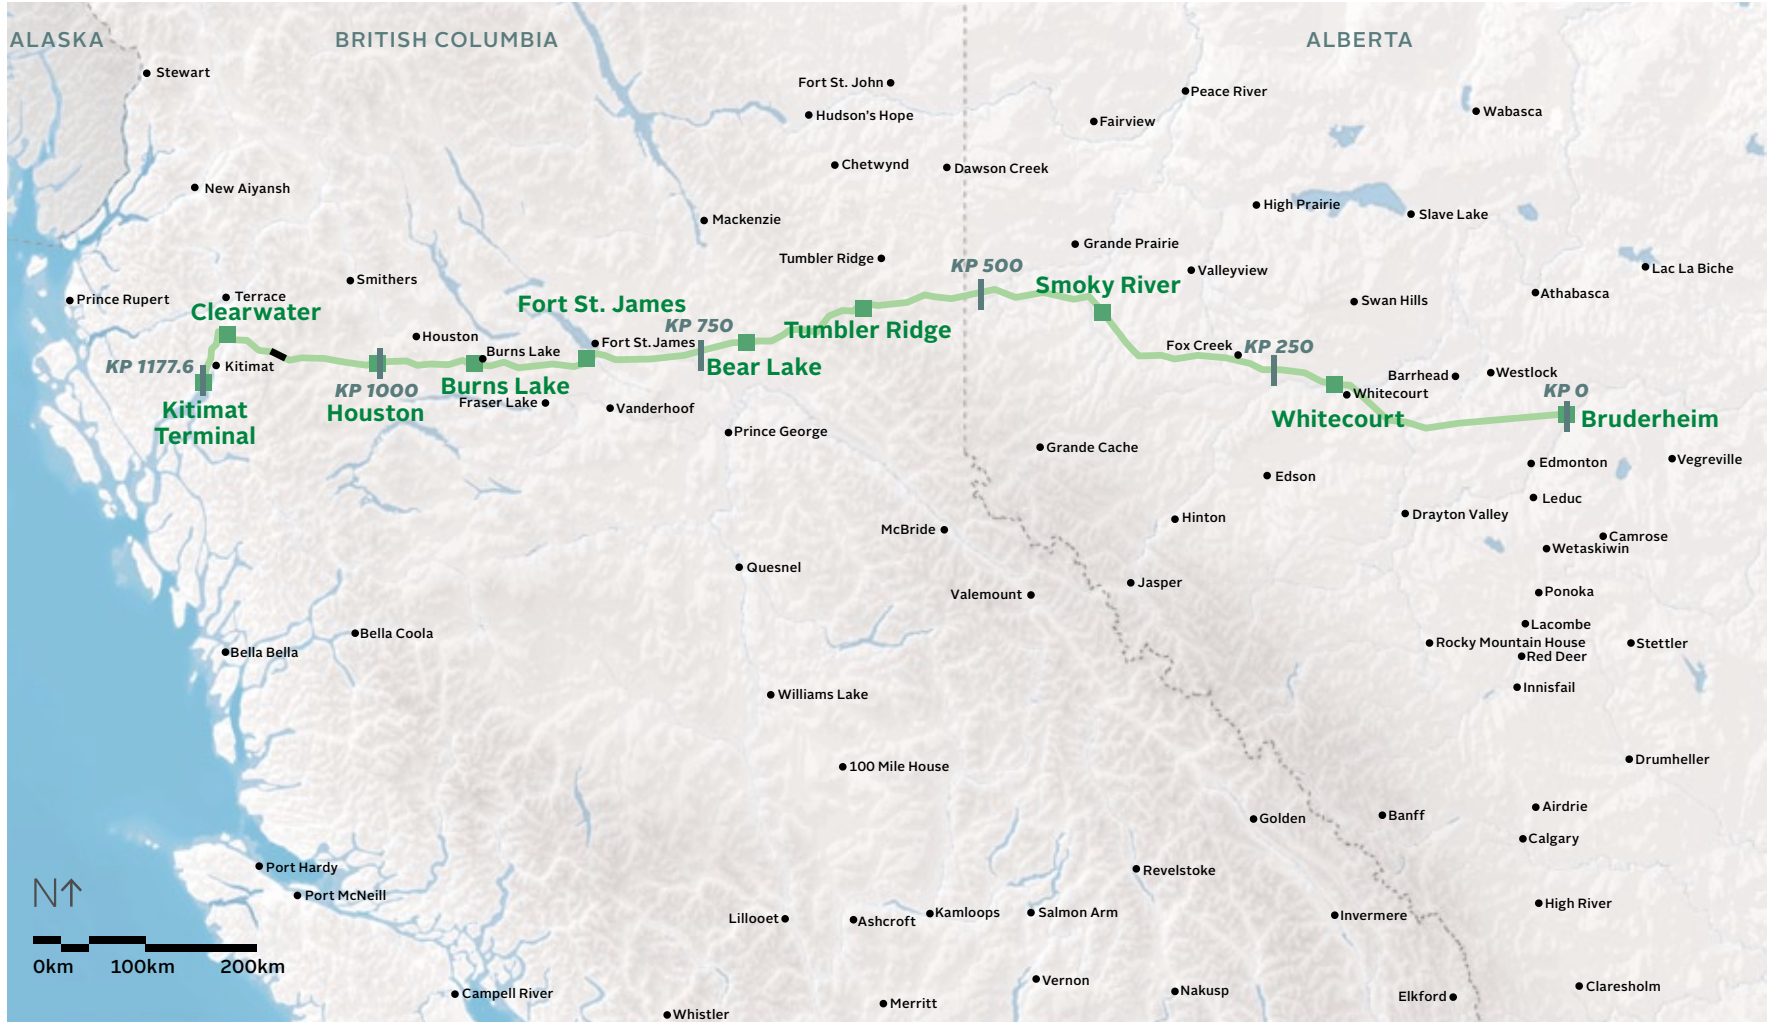 ALASKA
BRITISH COLUMBIA
ALBERTA
Stewart
Fort St. John
Peace River
Hudson's Hope
Fairview
Wabasca
Chetwynd
Dawson Creek
New Aiyansh
High Prairie
Slave Lake
Mackenzie
Grande Prairie
Tumbler Ridge
KP 500
Valleyview
Lac La Biche
Smithers
Smoky River
Prince Rupert
Terrace
Athabasca
Swan Hills
Clearwater
Fort St. James
KP 750
Tumbler Ridge
Houston
Fort St.James
Fox Creek
KP 250
Burns Lake
KP 1177.6
Kitimat
Bear Lake
Barrhead
Westlock
KP 1000
Burns Lake
KP 0
Whitecourt
Fraser Lake
Vanderhoof
Kitimat
Terminal
Houston
Whitecourt
Bruderheim
Prince George
Grande Cache
Edmonton
Vegreville
Edson
Leduc
Hinton
Drayton Valley
McBride
Camrose
Wetaskiwin
Quesnel
Jasper
Valemount
Ponoka
Lacombe
Bella Coola
Rocky Mountain House
Stettler
Bella Bella
Red Deer
Innisfail
Williams Lake
Drumheller
100 Mile House
Airdrie
Golden
Banff
Calgary
Port Hardy
Revelstoke
N
Port McNeill
High River
Lillooet
Ashcroft
Kamloops
Salmon Arm
Invermere
0km
100km
200km
Vernon
Claresholm
Campell River
Nakusp
Elkford
Merritt
Whistler